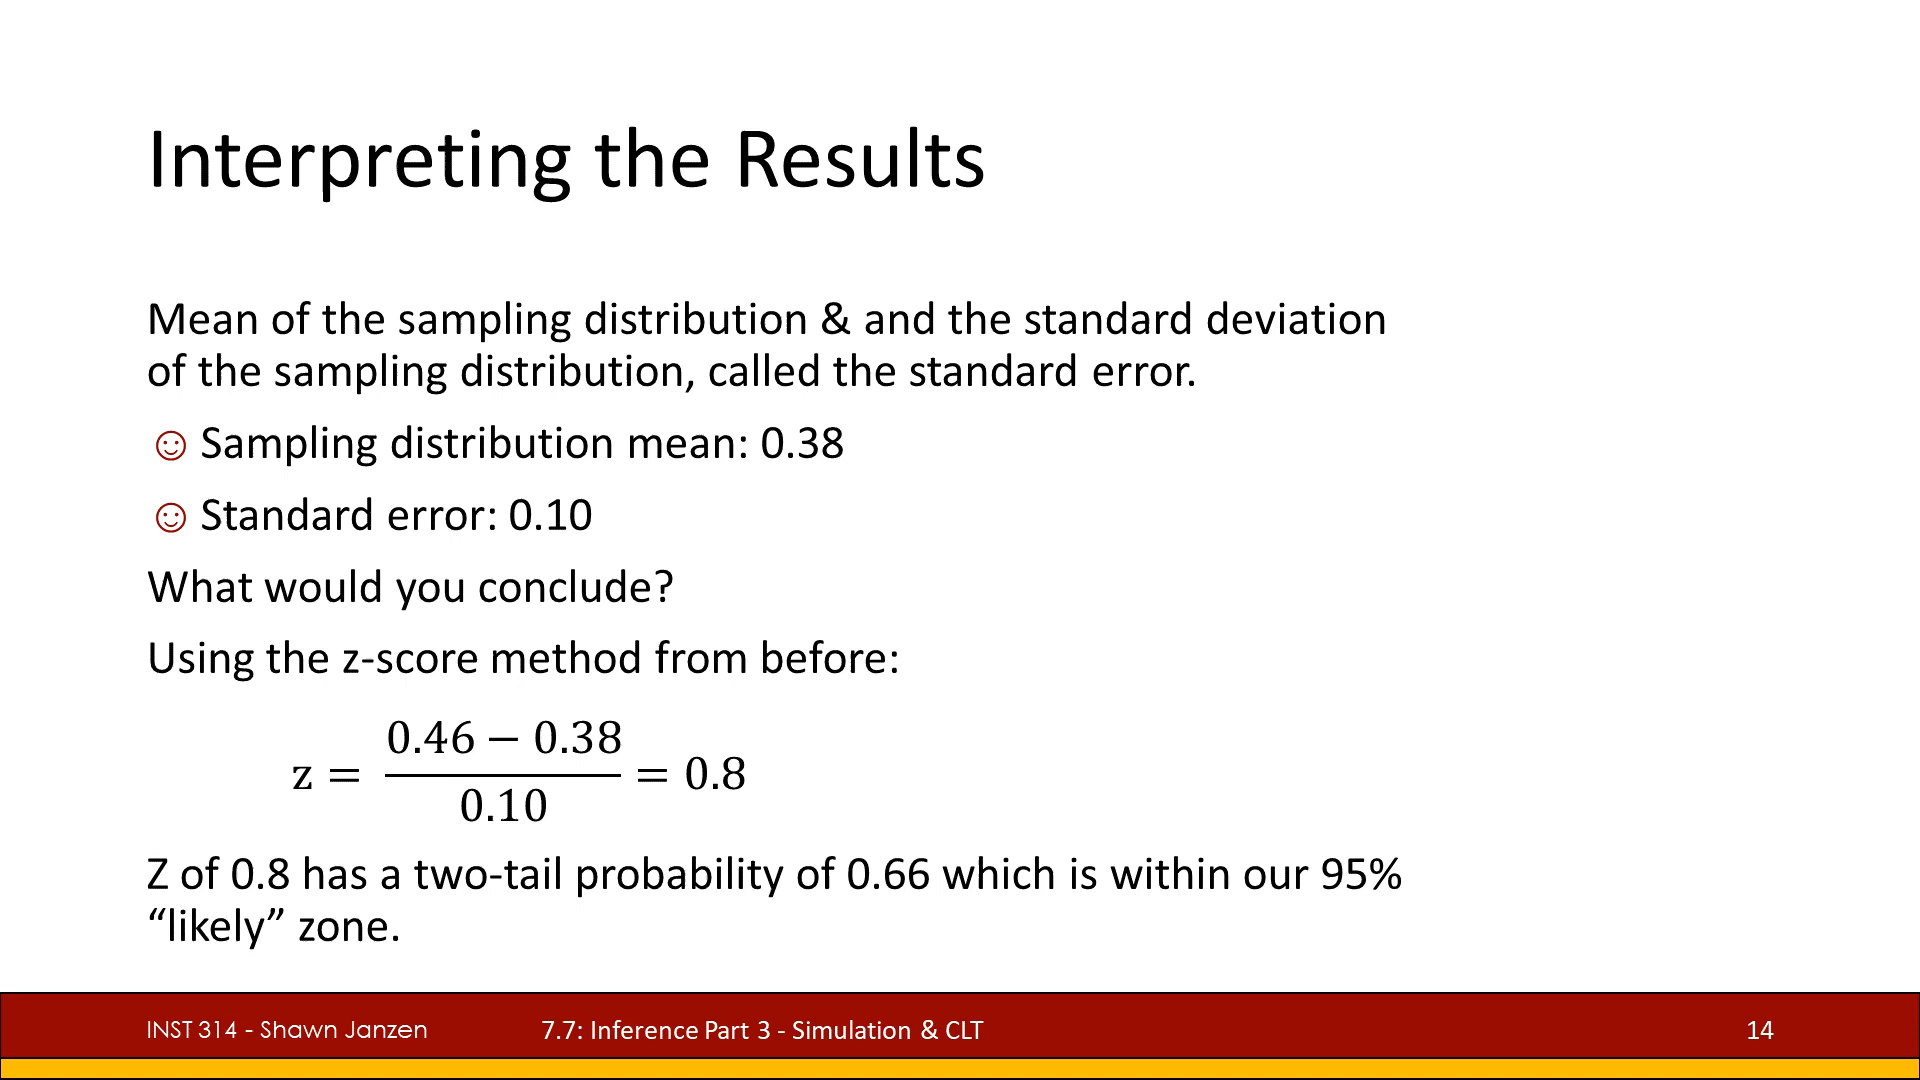 Interpreting the Results
Mean of the sampling distribution & and the standard deviation
of the sampling distribution, called the standard error.
☺ Sampling distribution mean: 0.38
☺ Standard error: 0.10
What would you conclude?
Using the z-score method from before:
z = (0.46 − 0.38) / 0.10 = 0.8
Z of 0.8 has a two-tail probability of 0.66 which is within our 95%
“likely” zone.
INST 314 - Shawn Janzen 7.7: Inference Part 3 - Simulation & CLT 14